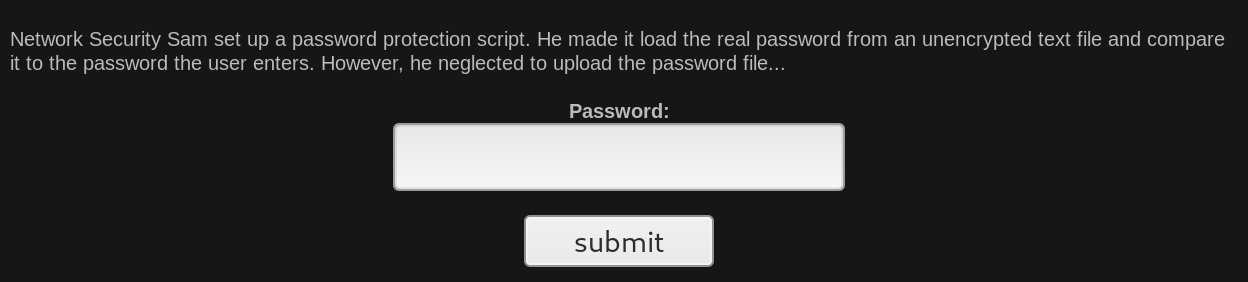 Network Security Sam set up a password protection script. He made it load the real password from an unencrypted text file and compare
it to the password the user enters. However, he neglected to upload the password file...
Password:
submit